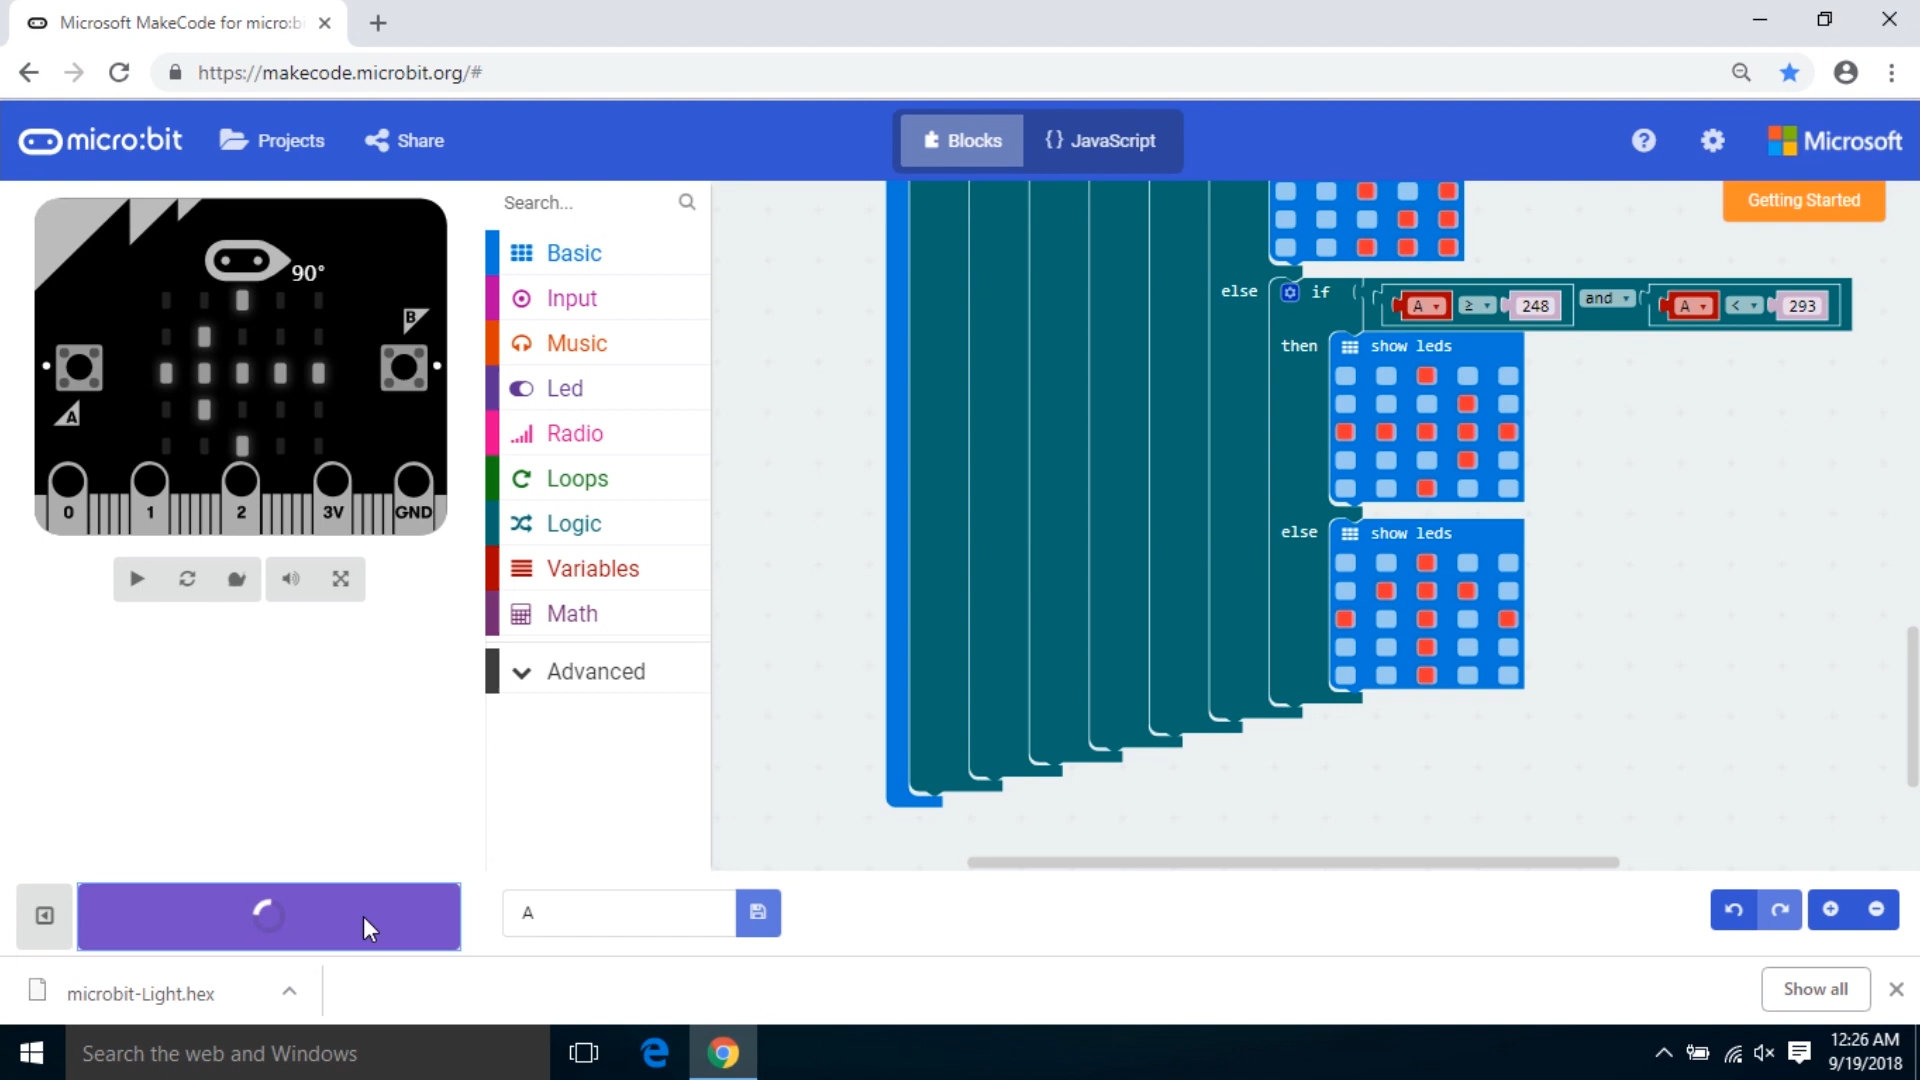 Microsoft MakeCode for micro:bi
https://makecode.microbit.org/#
micro:bit
Projects
Share
Blocks
{} JavaScript
?
Microsoft
Search...
Getting Started
90°
B
A
0 1 2 3V GND
Basic
Input
Music
Led
Radio
Loops
Logic
Variables
Math
Advanced
else if A ≥ 248 and A < 293
then show leds
else show leds
A
microbit-Light.hex
Show all
Search the web and Windows
12:26 AM
9/19/2018